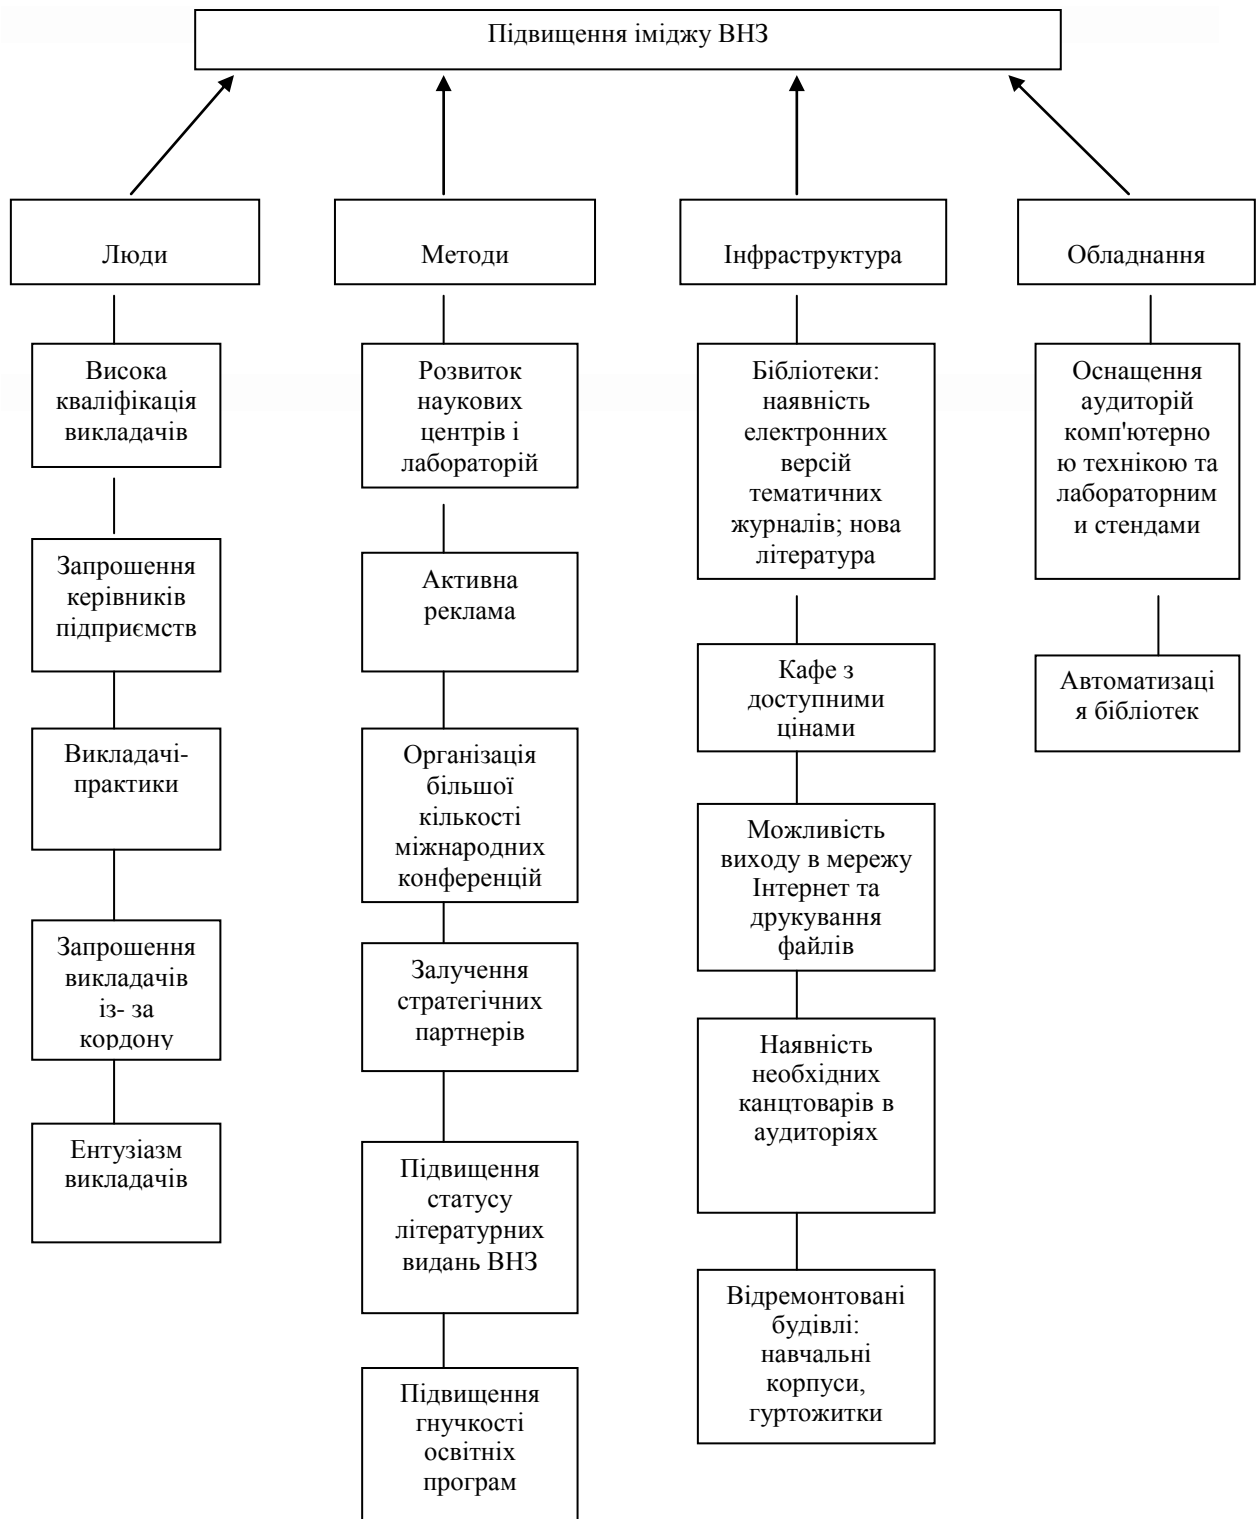 Підвищення іміджу ВНЗ
Люди
Методи
Інфраструктура
Обладнання
Висока
кваліфікація
викладачів
Запрошення
керівників
підприємств
Викладачі-
практики
Запрошення
викладачів
із- за
кордону
Ентузіазм
викладачів
Розвиток
наукових
центрів і
лабораторій
Активна
реклама
Організація
більшої
кількості
міжнародних
конференцій
Залучення
стратегічних
партнерів
Підвищення
статусу
літературних
видань ВНЗ
Підвищення
гнучкості
освітніх
програм
Бібліотеки:
наявність
електронних
версій
тематичних
журналів; нова
література
Кафе з
доступними
цінами
Можливість
виходу в мережу
Інтернет та
друкування
файлів
Наявність
необхідних
канцтоварів в
аудиторіях
Відремонтовані
будівлі:
навчальні
корпуси,
гуртожитки
Оснащення
аудиторій
комп'ютерно
ю технікою та
лабораторним
и стендами
Автоматизаці
я бібліотек